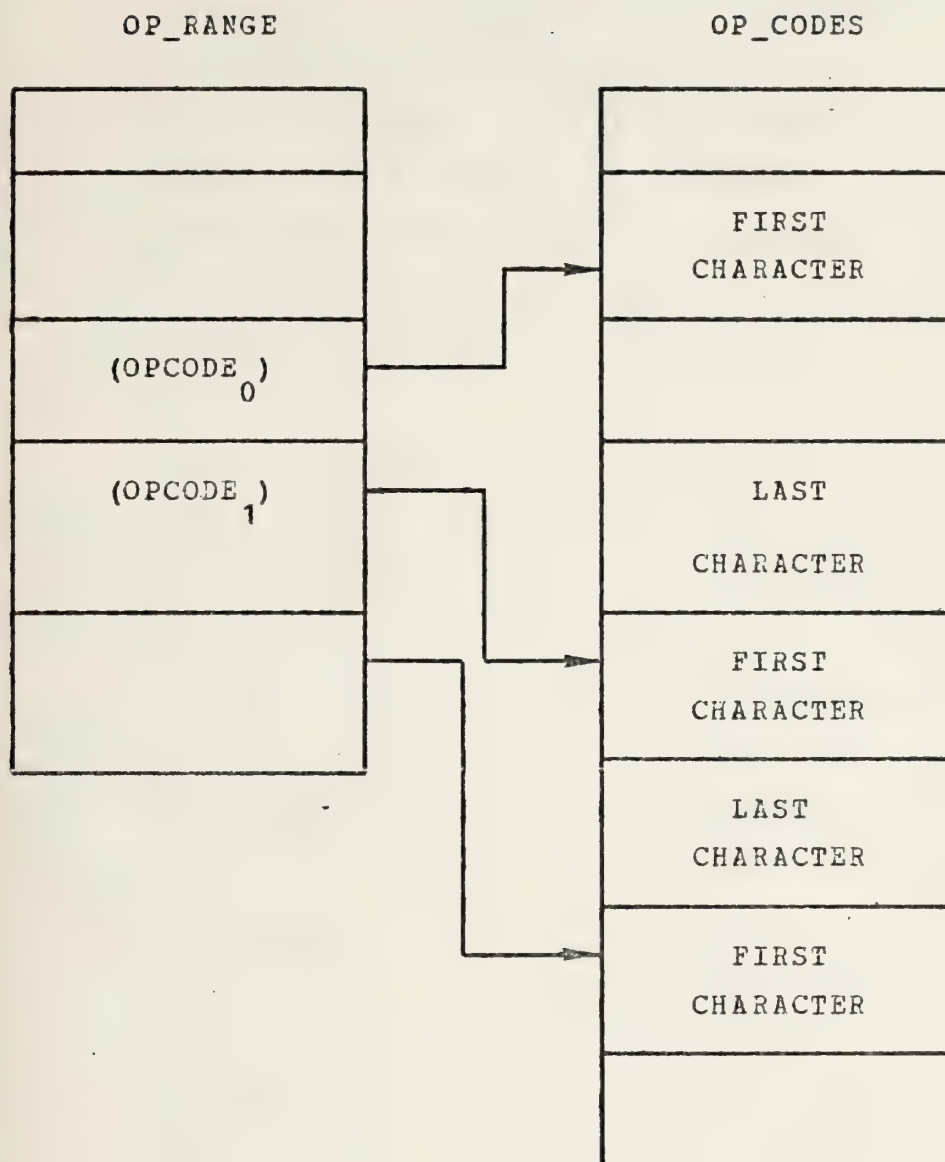 OP_RANGE
OP_CODES
FIRST
CHARACTER
(OPCODE0)
(OPCODE1)
LAST
CHARACTER
FIRST
CHARACTER
LAST
CHARACTER
FIRST
CHARACTER